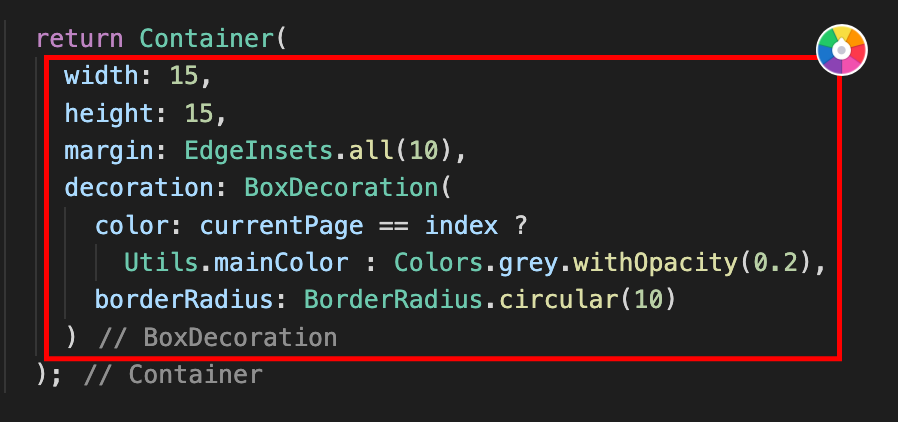 return Container(
width: 15,
height: 15,
margin: EdgeInsets.all(10),
decoration: BoxDecoration(
color: currentPage == index ?
Utils.mainColor : Colors.grey.withOpacity(0.2),
borderRadius: BorderRadius.circular(10)
) // BoxDecoration
); // Container